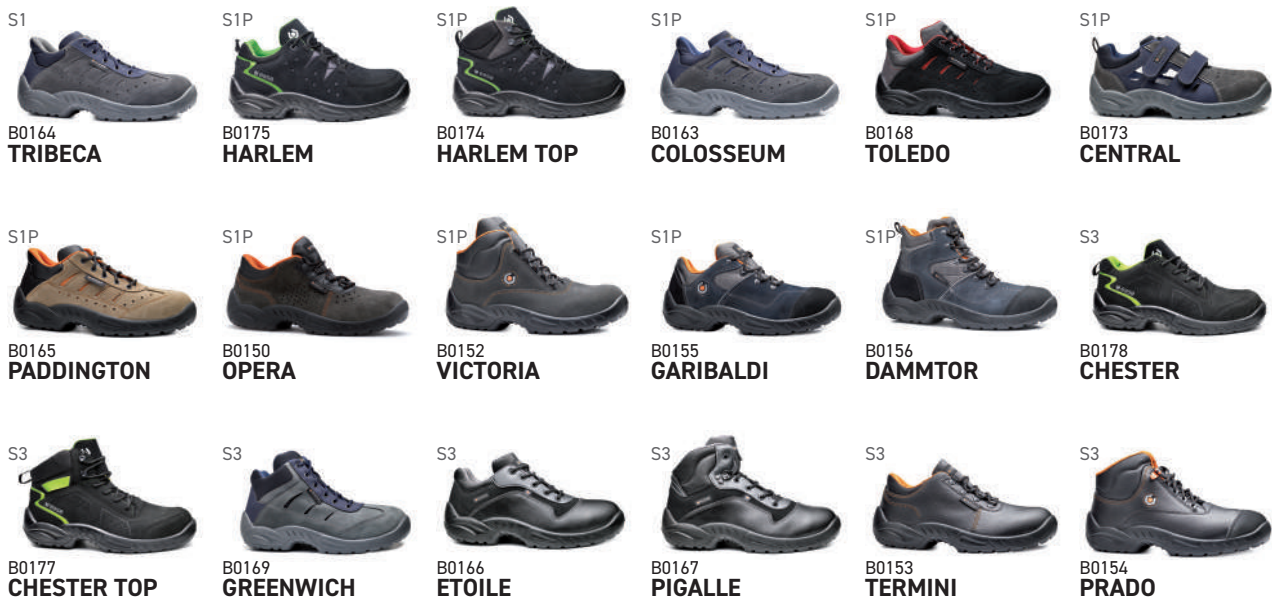 S1
B0164
TRIBECA
S1P
B0175
HARLEM
S1P
B0174
HARLEM TOP
S1P
B0163
COLOSSEUM
S1P
B0168
TOLEDO
S1P
B0173
CENTRAL
S1P
B0165
PADDINGTON
S1P
B0150
OPERA
S1P
B0152
VICTORIA
S1P
B0155
GARIBALDI
S1P
B0156
DAMMTOR
S3
B0178
CHESTER
S3
B0177
CHESTER TOP
S3
B0169
GREENWICH
S3
B0166
ETOILE
S3
B0167
PIGALLE
S3
B0153
TERMINI
S3
B0154
PRADO